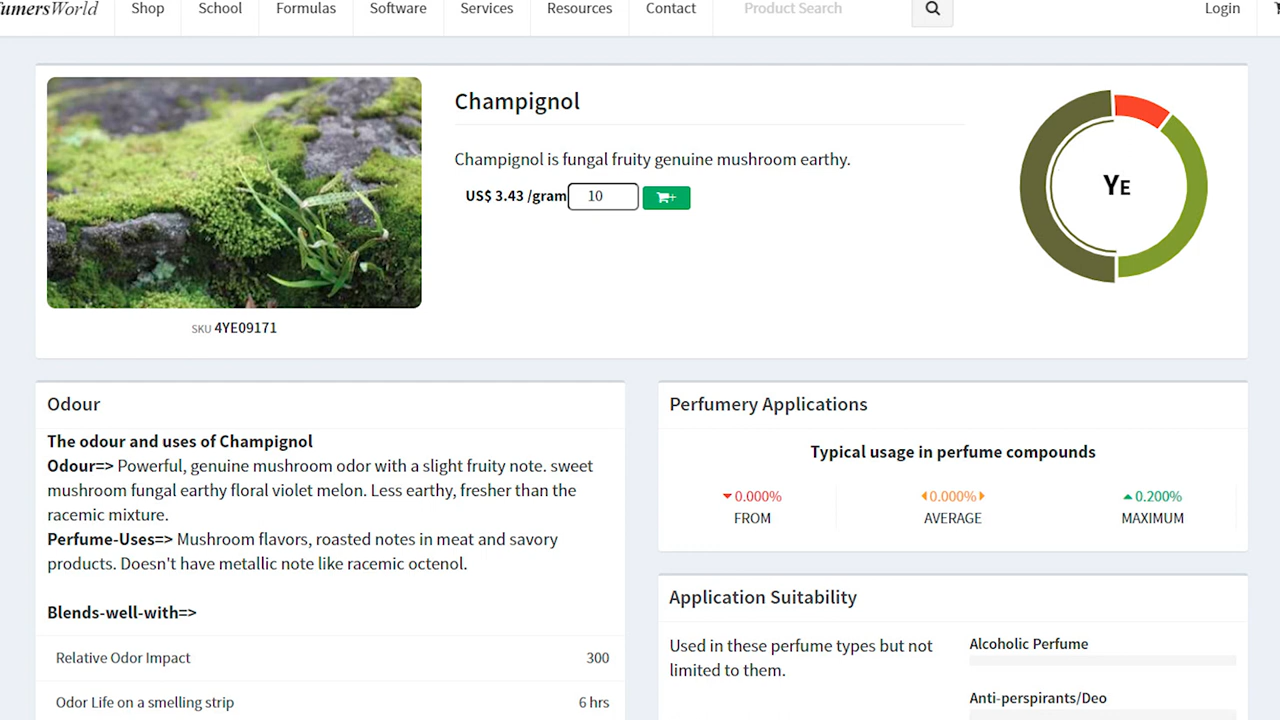 Shop School Formulas Software Services Resources Contact Product Search Login
Champignol
Champignol is fungal fruity genuine mushroom earthy.
US$ 3.43 /gram 10
YE
SKU 4YE09171
Odour
The odour and uses of Champignol
Odour=> Powerful, genuine mushroom odor with a slight fruity note. sweet
mushroom fungal earthy floral violet melon. Less earthy, fresher than the
racemic mixture.
Perfume-Uses=> Mushroom flavors, roasted notes in meat and savory
products. Doesn't have metallic note like racemic octenol.
Blends-well-with=>
Relative Odor Impact 300
Odor Life on a smelling strip 6 hrs
Perfumery Applications
Typical usage in perfume compounds
0.000% 0.000% 0.200%
FROM AVERAGE MAXIMUM
Application Suitability
Used in these perfume types but not
limited to them.
Alcoholic Perfume
Anti-perspirants/Deo